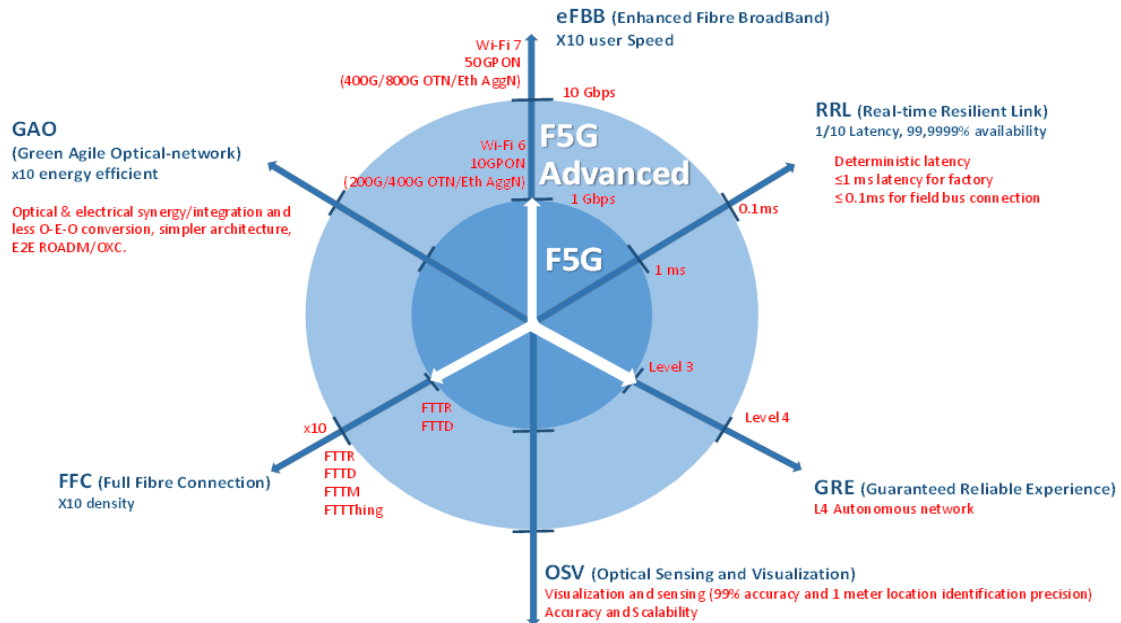 eFBB (Enhanced Fibre BroadBand)
X10 user Speed
Wi-Fi 7
50GPON
(400G/800G OTN/Eth AggN)
10 Gbps
RRL (Real-time Resilient Link)
1/10 Latency, 99,9999% availability
Deterministic latency
≤1 ms latency for factory
≤ 0.1ms for field bus connection
GAO
(Green Agile Optical-network)
x10 energy efficient
Optical & electrical synergy/integration and
less O-E-O conversion, simpler architecture,
E2E ROADM/OXC.
Wi-Fi 6
10GPON
(200G/400G OTN/Eth AggN)
F5G
Advanced
1 Gbps
0.1ms
F5G
1 ms
Level 3
Level 4
FTTR
FTTD
x10
FTTR
FTTD
FTTM
FTTThing
FFC (Full Fibre Connection)
X10 density
GRE (Guaranteed Reliable Experience)
L4 Autonomous network
OSV (Optical Sensing and Visualization)
Visualization and sensing (99% accuracy and 1 meter location identification precision)
Accuracy and Scalability